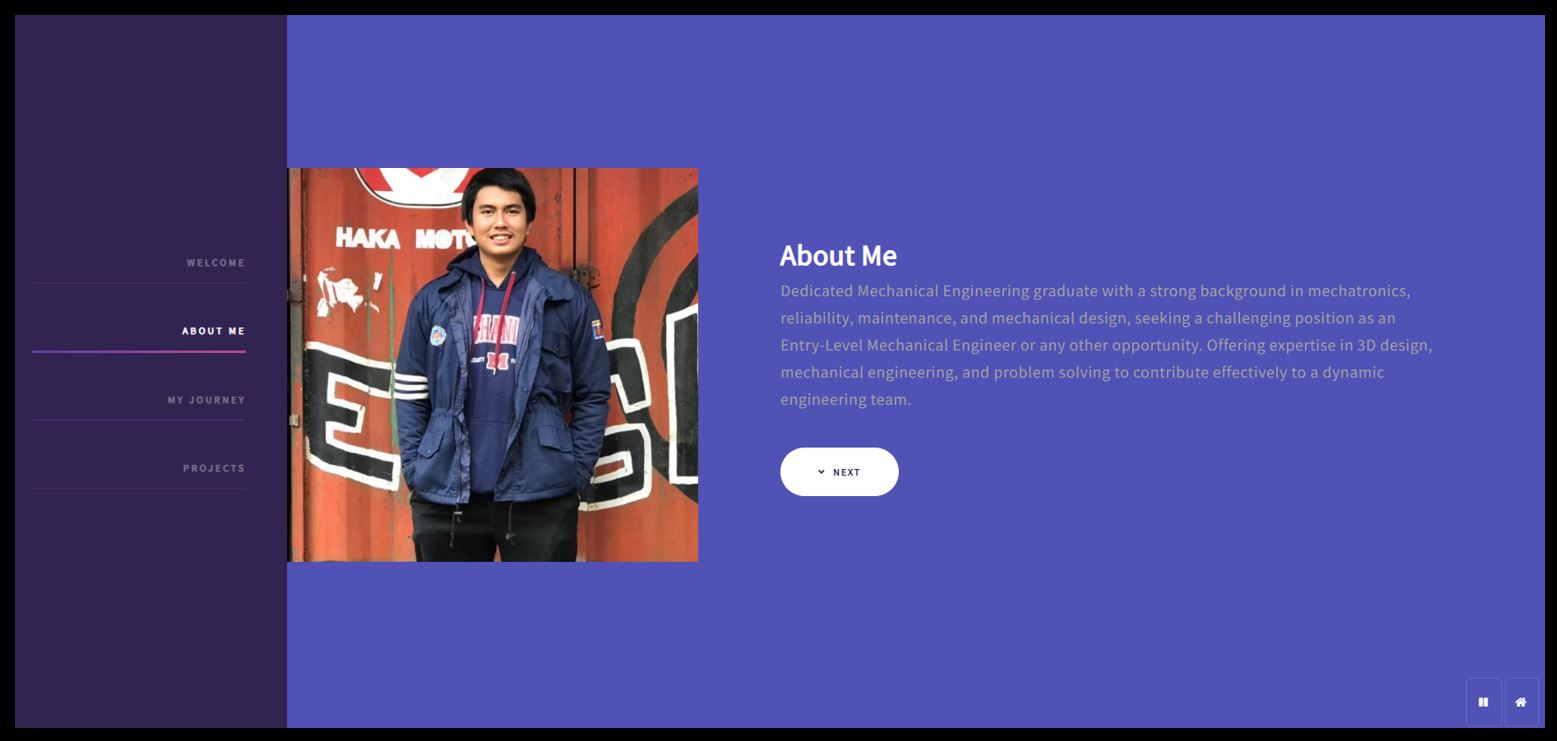 WELCOME
ABOUT ME
MY JOURNEY
PROJECTS
HAKA MOTO
About Me
Dedicated Mechanical Engineering graduate with a strong background in mechatronics,
reliability, maintenance, and mechanical design, seeking a challenging position as an
Entry-Level Mechanical Engineer or any other opportunity. Offering expertise in 3D design,
mechanical engineering, and problem solving to contribute effectively to a dynamic
engineering team.
NEXT